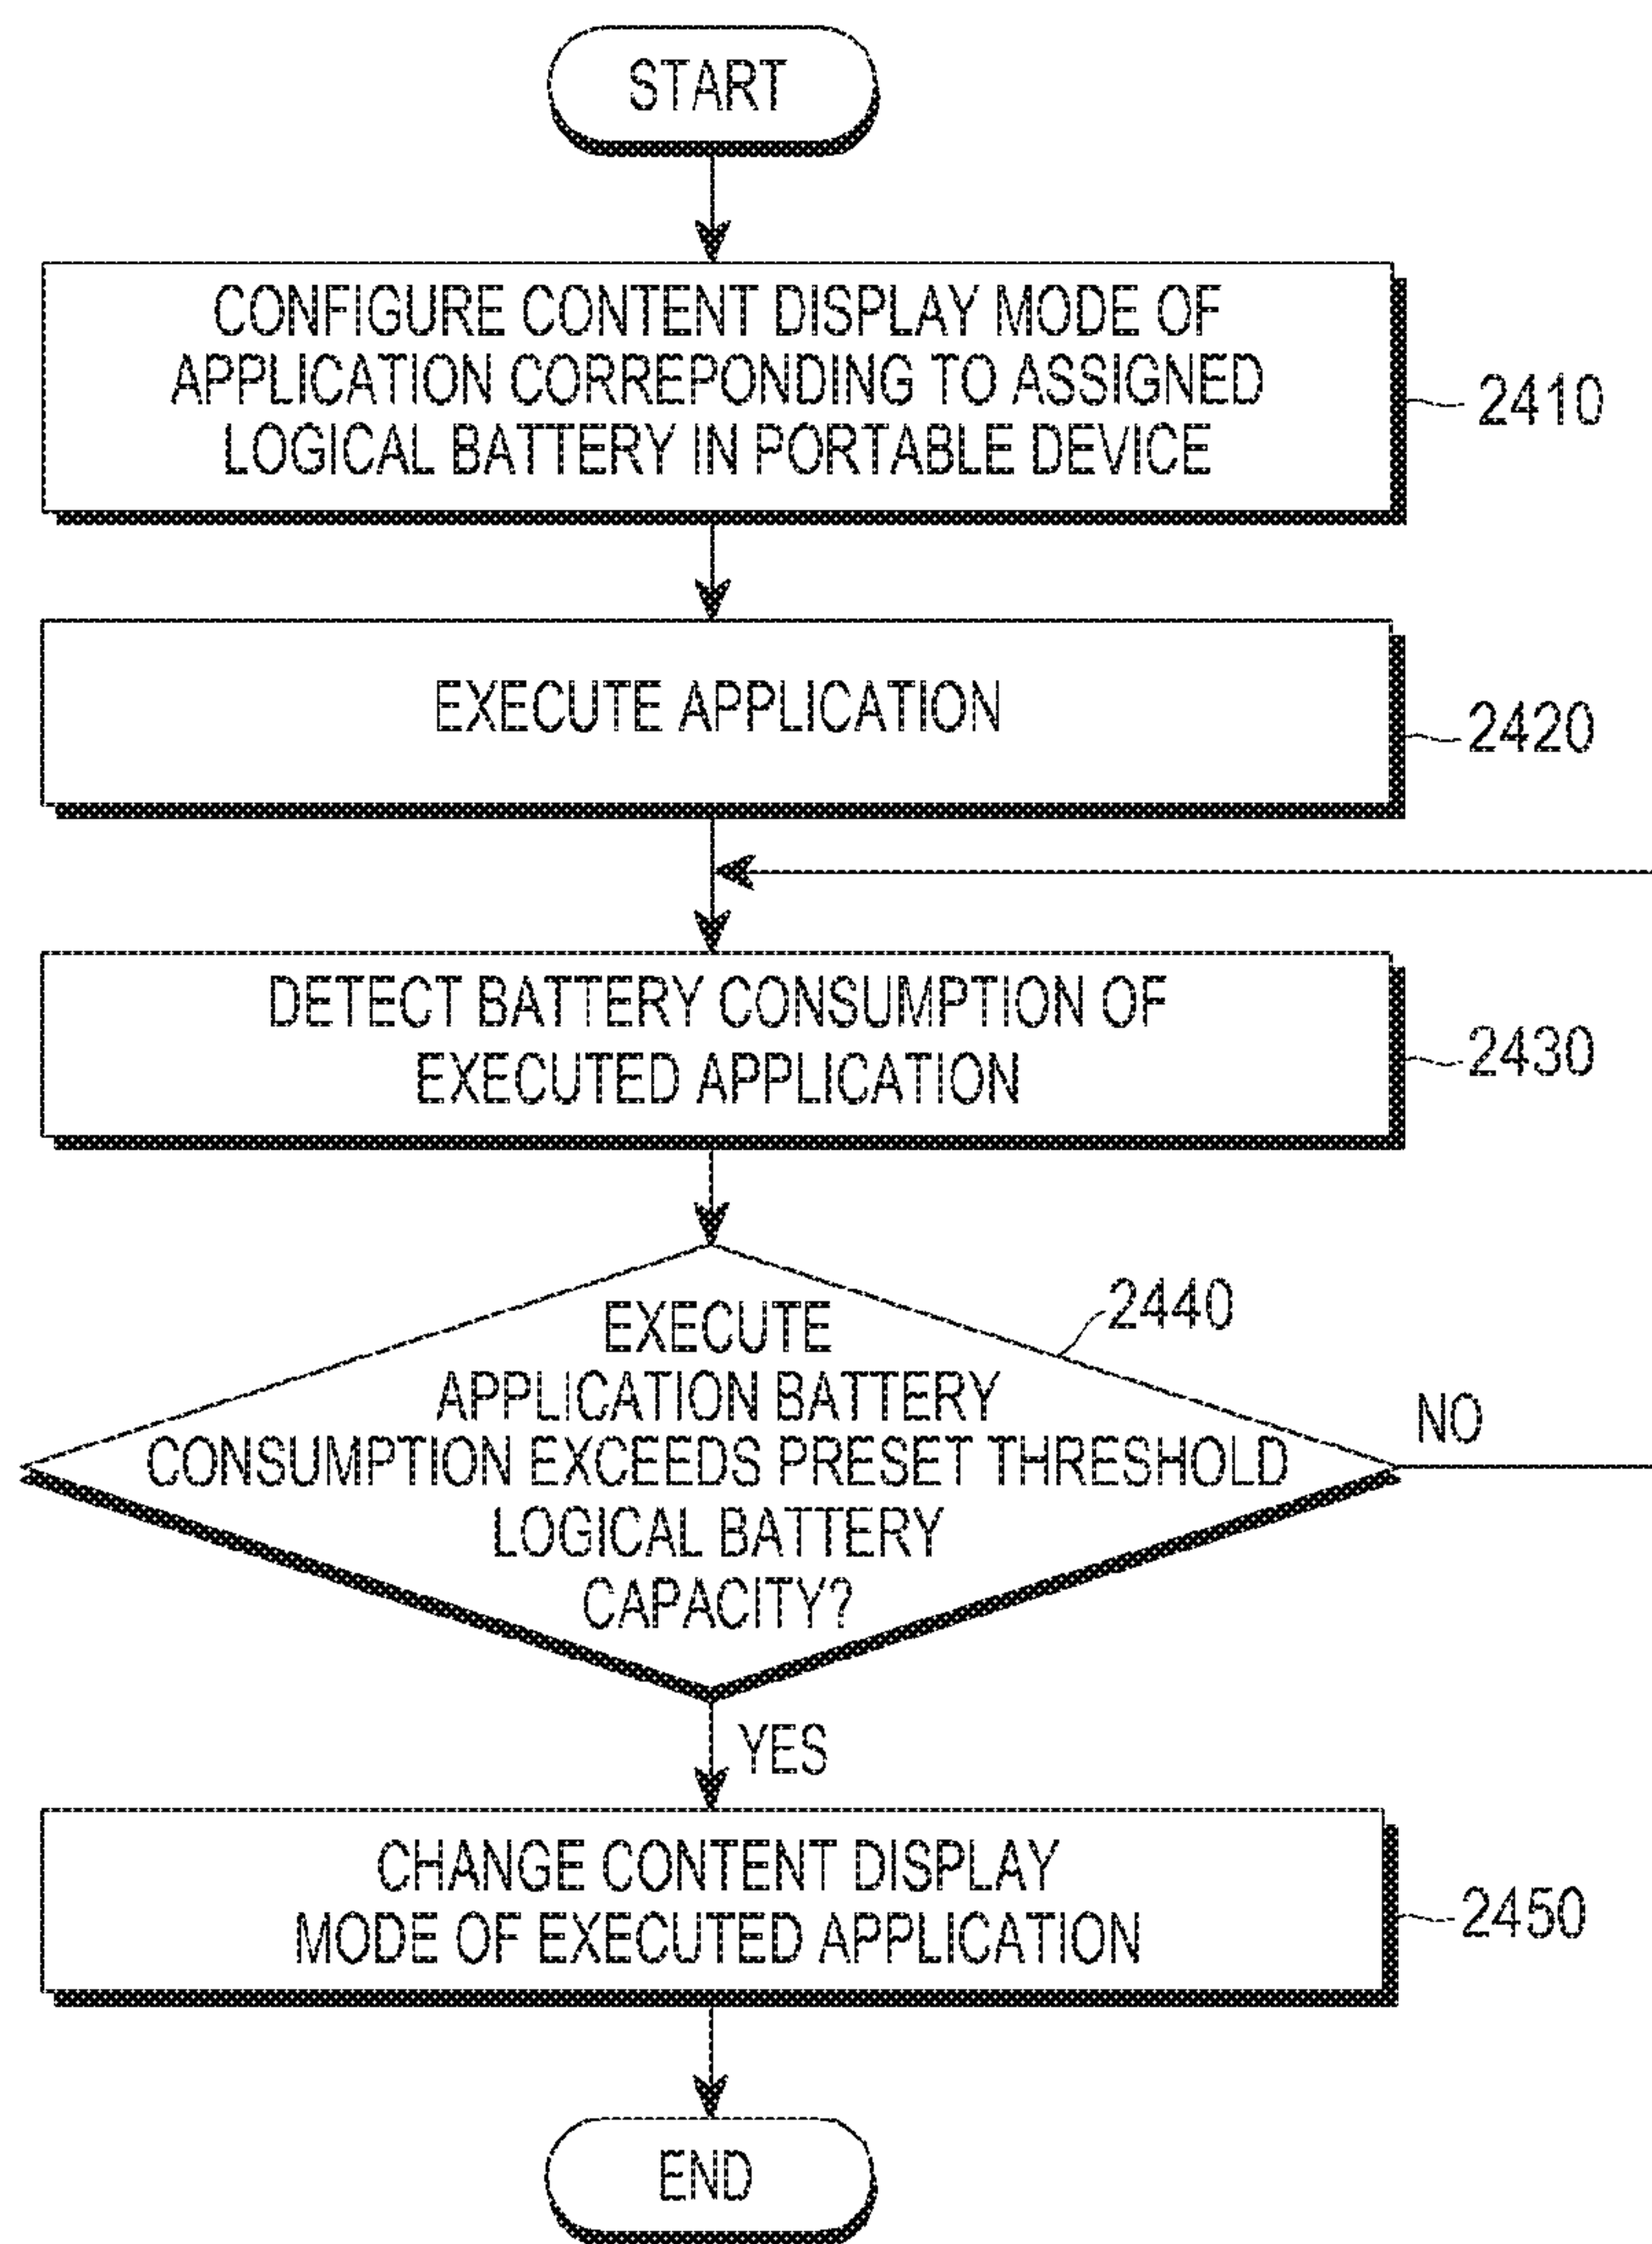 START
CONFIGURE CONTENT DISPLAY MODE OF
APPLICATION CORREPONDING TO ASSIGNED
LOGICAL BATTERY IN PORTABLE DEVICE
2410
EXECUTE APPLICATION
2420
DETECT BATTERY CONSUMPTION OF
EXECUTED APPLICATION
2430
EXECUTE
APPLICATION BATTERY
CONSUMPTION EXCEEDS PRESET THRESHOLD
LOGICAL BATTERY
CAPACITY?
2440
NO
YES
CHANGE CONTENT DISPLAY
MODE OF EXECUTED APPLICATION
2450
END